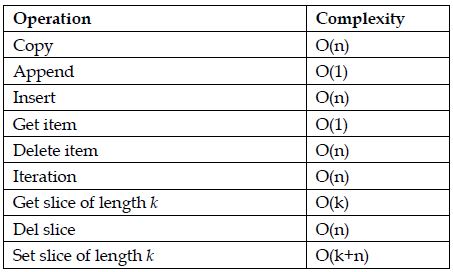 Operation Complexity
Copy O(n)
Append O(1)
Insert O(n)
Get item O(1)
Delete item O(n)
Iteration O(n)
Get slice of length k O(k)
Del slice O(n)
Set slice of length k O(k+n)